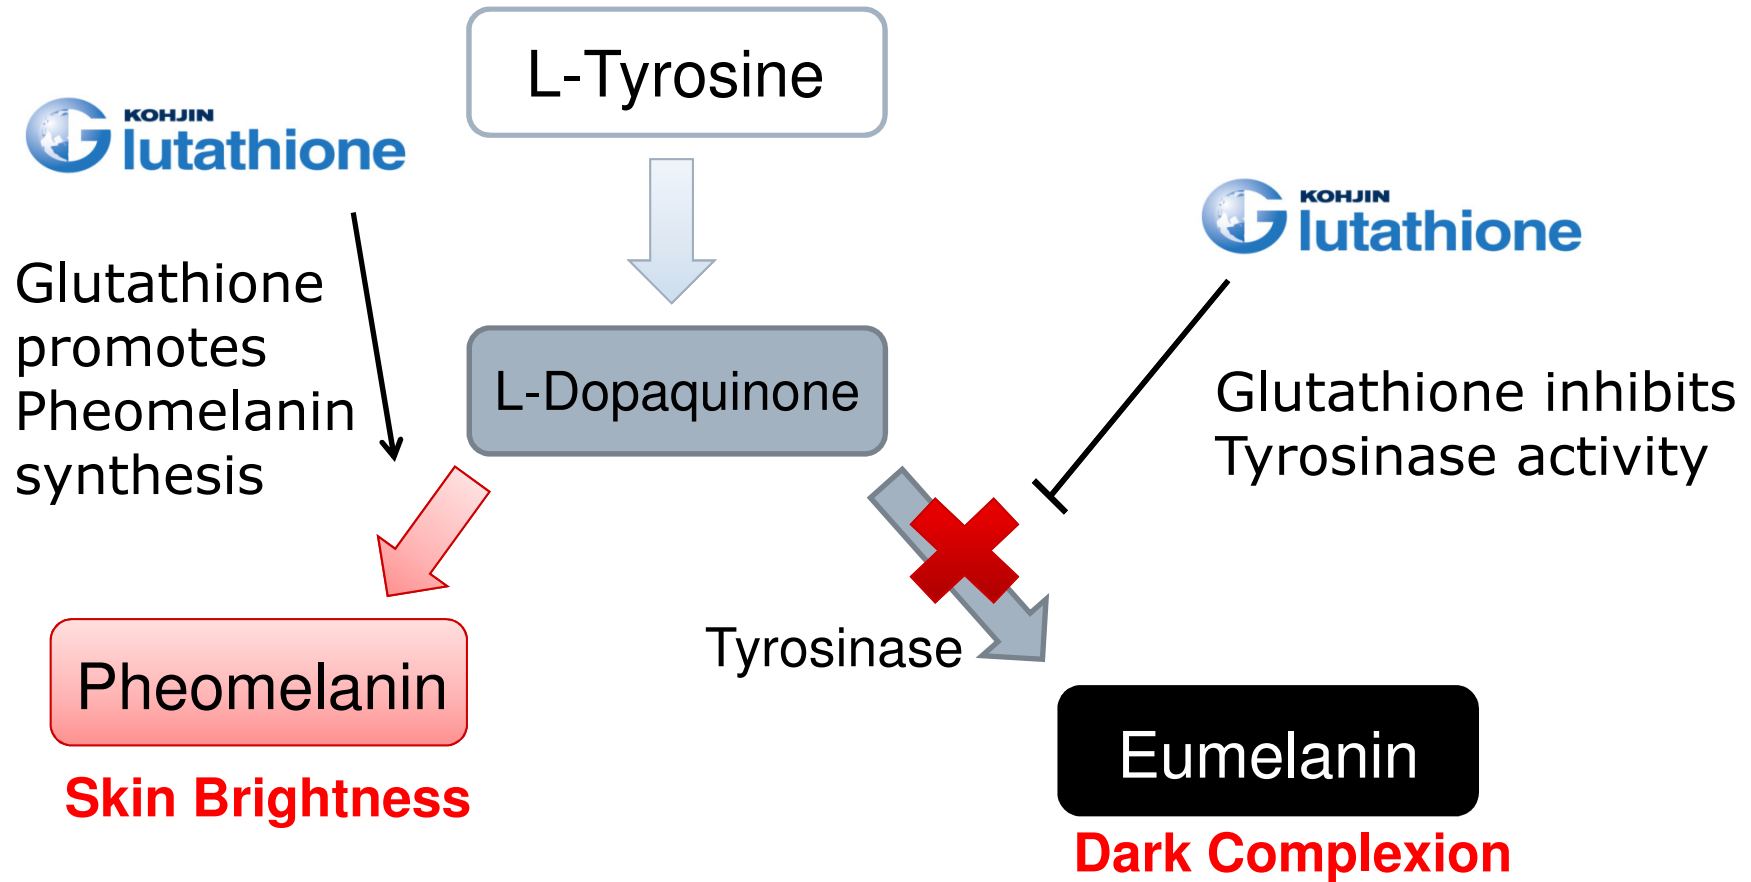 L-Tyrosine
KOHJIN
Glutathione
Glutathione
promotes
Pheomelanin
synthesis
KOHJIN
Glutathione
Glutathione inhibits
Tyrosinase activity
L-Dopaquinone
Tyrosinase
Pheomelanin
Skin Brightness
Eumelanin
Dark Complexion